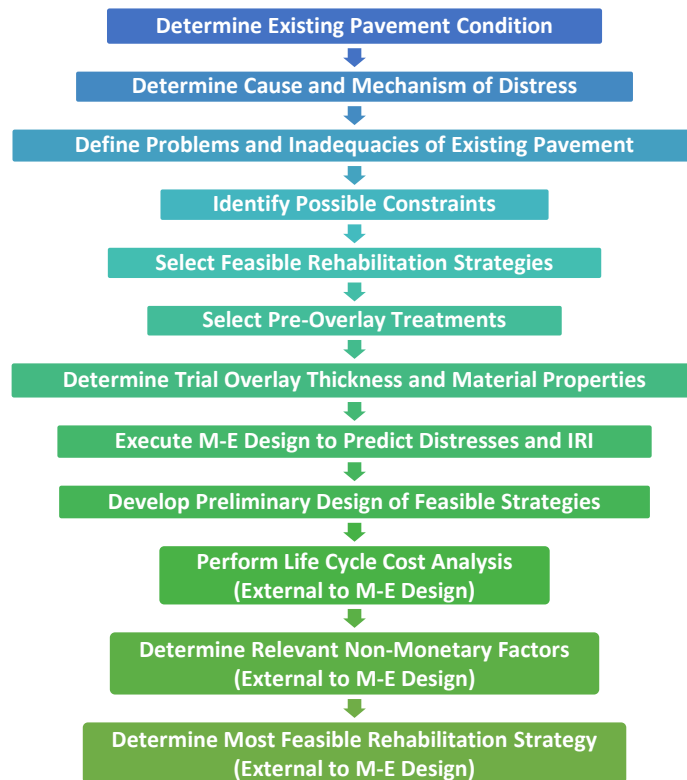 Determine Existing Pavement Condition
Determine Cause and Mechanism of Distress
Define Problems and Inadequacies of Existing Pavement
Identify Possible Constraints
Select Feasible Rehabilitation Strategies
Select Pre-Overlay Treatments
Determine Trial Overlay Thickness and Material Properties
Execute M-E Design to Predict Distresses and IRI
Develop Preliminary Design of Feasible Strategies
Perform Life Cycle Cost Analysis
(External to M-E Design)
Determine Relevant Non-Monetary Factors
(External to M-E Design)
Determine Most Feasible Rehabilitation Strategy
(External to M-E Design)